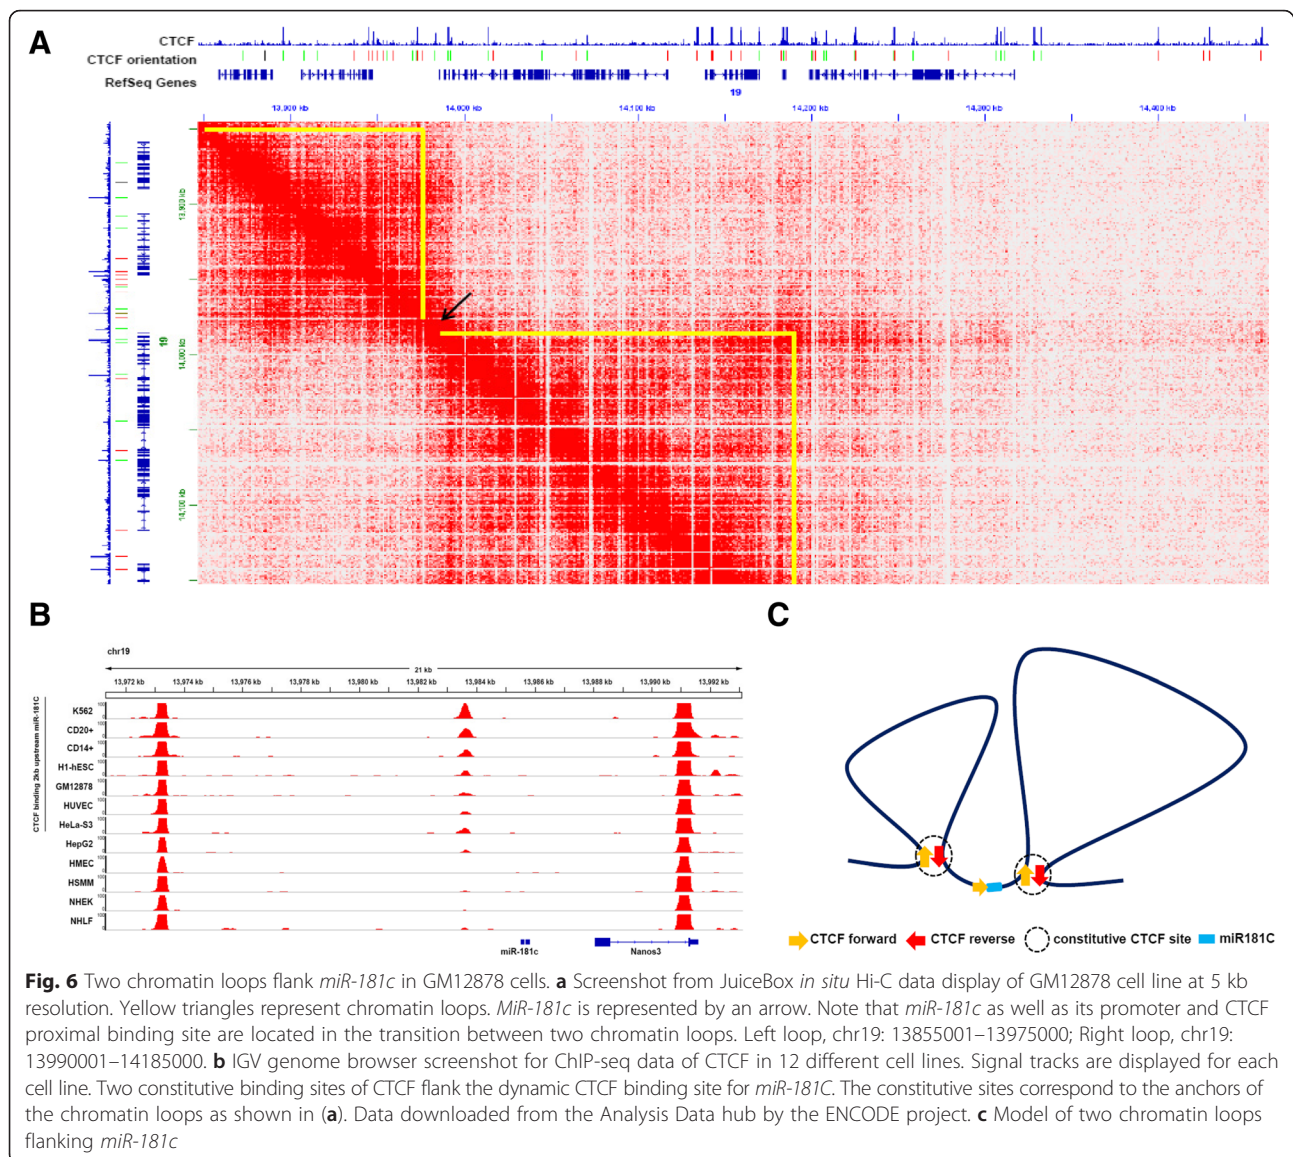 A
CTCF
CTCF orientation
RefSeq Genes
19
13,900 kb 14,000 kb 14,100 kb 14,200 kb 14,300 kb 14,400 kb
13,900 kb
19
14,000 kb
14,100 kb
B
chr19
21 kb
13,972 kb 13,974 kb 13,976 kb 13,978 kb 13,980 kb 13,982 kb 13,984 kb 13,986 kb 13,988 kb 13,990 kb 13,992 kb
CTCF binding 2kb upstream miR-181C
K562
CD20+
CD14+
H1-hESC
GM12878
HUVEC
HeLa-S3
HepG2
HMEC
HSMM
NHEK
NHLF
miR-181c Nanos3
C
CTCF forward CTCF reverse constitutive CTCF site miR181C
Fig. 6 Two chromatin loops flank miR-181c in GM12878 cells. a Screenshot from JuiceBox in situ Hi-C data display of GM12878 cell line at 5 kb
resolution. Yellow triangles represent chromatin loops. MiR-181c is represented by an arrow. Note that miR-181c as well as its promoter and CTCF
proximal binding site are located in the transition between two chromatin loops. Left loop, chr19: 13855001–13975000; Right loop, chr19:
13990001–14185000. b IGV genome browser screenshot for ChIP-seq data of CTCF in 12 different cell lines. Signal tracks are displayed for each
cell line. Two constitutive binding sites of CTCF flank the dynamic CTCF binding site for miR-181C. The constitutive sites correspond to the anchors of
the chromatin loops as shown in (a). Data downloaded from the Analysis Data hub by the ENCODE project. c Model of two chromatin loops
flanking miR-181c